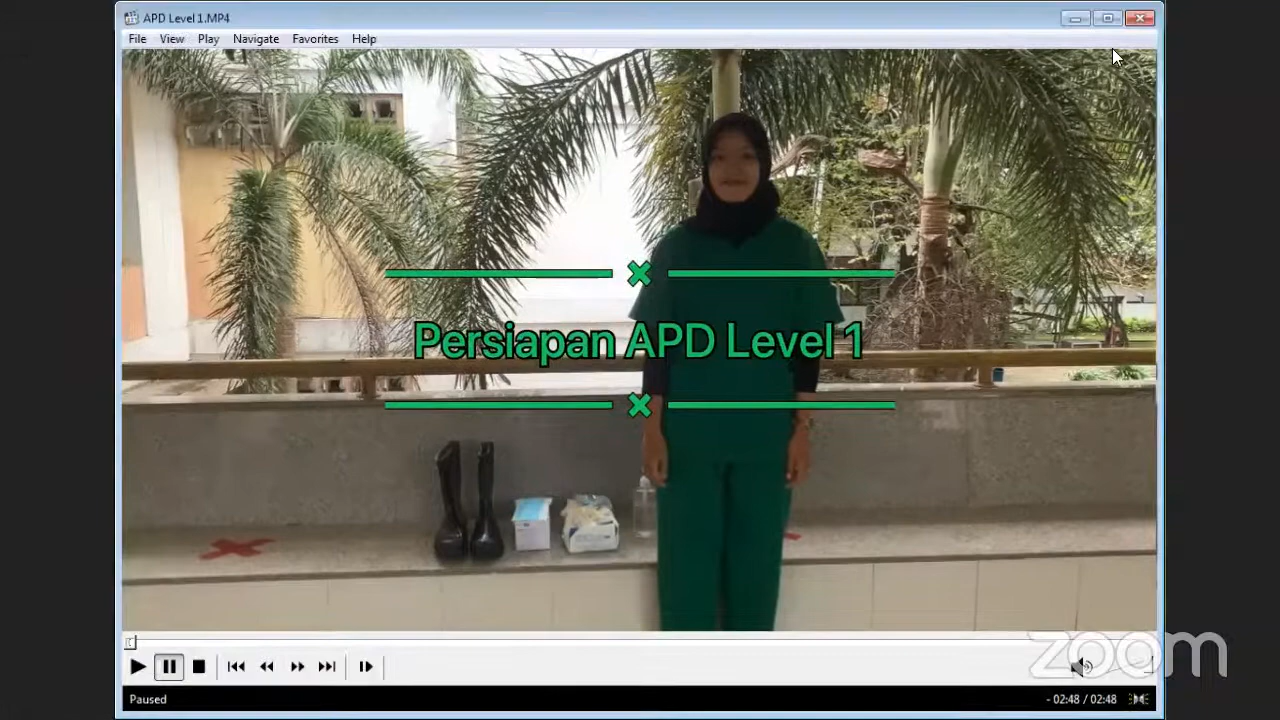 APD Level 1.MP4
File View Play Navigate Favorites Help
Persiapan APD Level 1
zoom
Paused
- 02:48 / 02:48